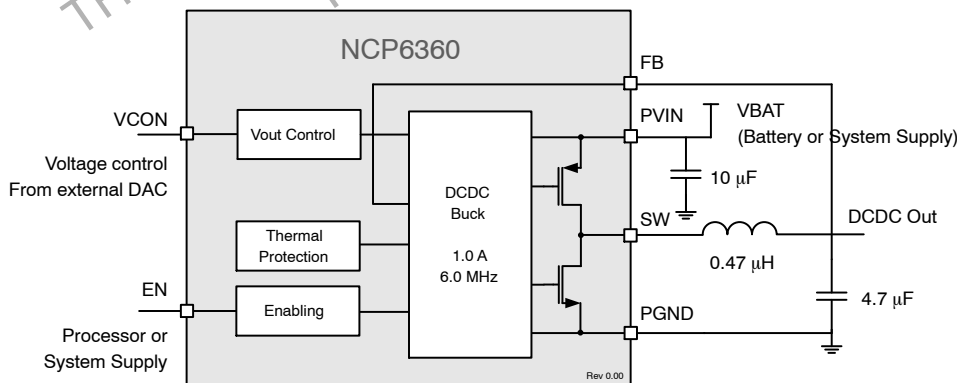 NCP6360
FB
VCON
Vout Control
PVIN
VBAT
(Battery or System Supply)
Voltage control
From external DAC
10 μF
DCDC
Buck
1.0 A
6.0 MHz
SW
DCDC Out
Thermal
Protection
0.47 μH
EN
Enabling
4.7 μF
PGND
Processor or
System Supply
Rev 0.00